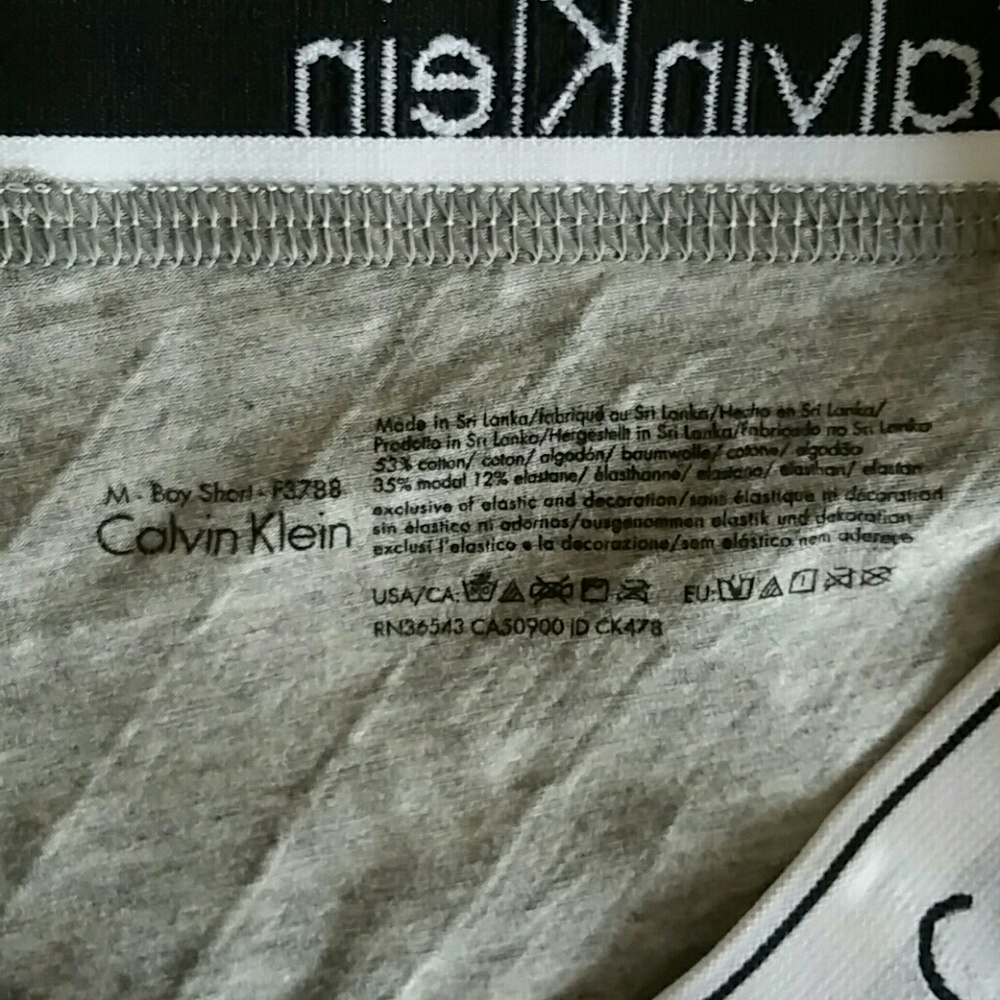 Calvin Klein
M - Boy Short - F3788
Calvin Klein
Made in Sri Lanka/fabriqué au Sri Lanka/Hecho en Sri Lanka/
Prodotto in Sri Lanka/Hergestellt in Sri Lanka/Fabricado no Sri Lanka
53% cotton/ coton/ algodón/ baumwolle/ cotone/ algodão
35% modal 12% elastane/ élasthanne/ elastano/ elasthan/ elastan
exclusive of elastic and decoration/sans élastique ni décoration
sin élastico ni adornos/ausgenommen elastik und dekoration
exclusi l'elastico e la decorazione/sem elástico nem adereços
USA/CA: EU:
RN36543 CA50900 ID CK478